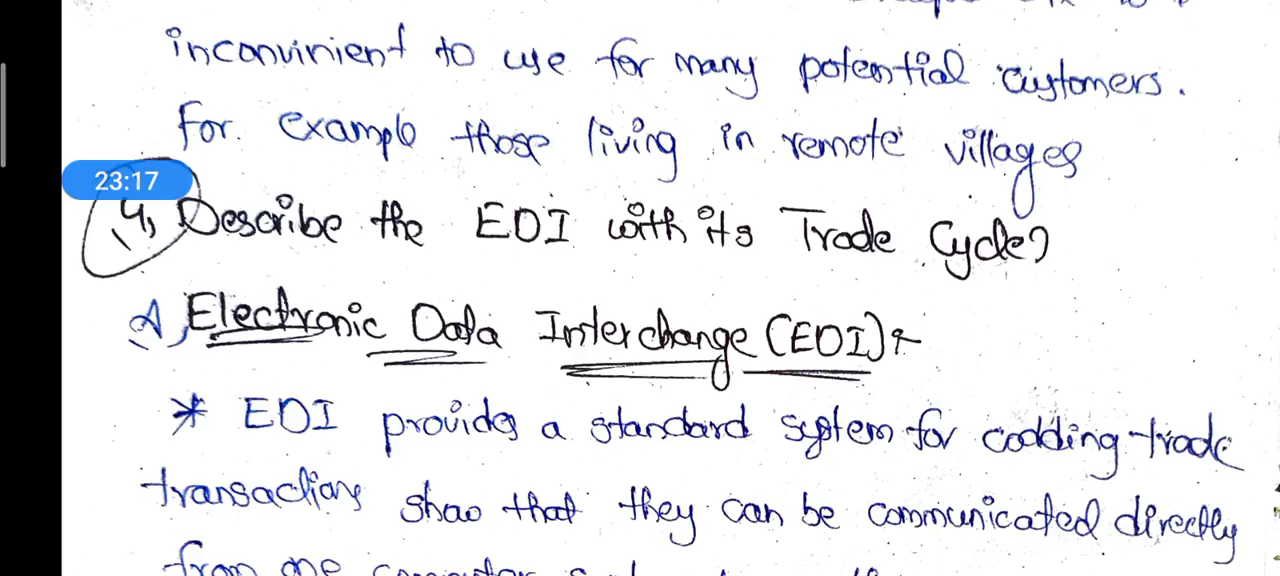 inconvinient to use for many potential customers.
For example those living in remote villages
23:17
4, Describe the EDI with its Trade Cycle?
A, Electronic Data Interchange (EDI):-
* EDI provides a standard system for codding trade
transactions shao that they can be communicated directly
from one